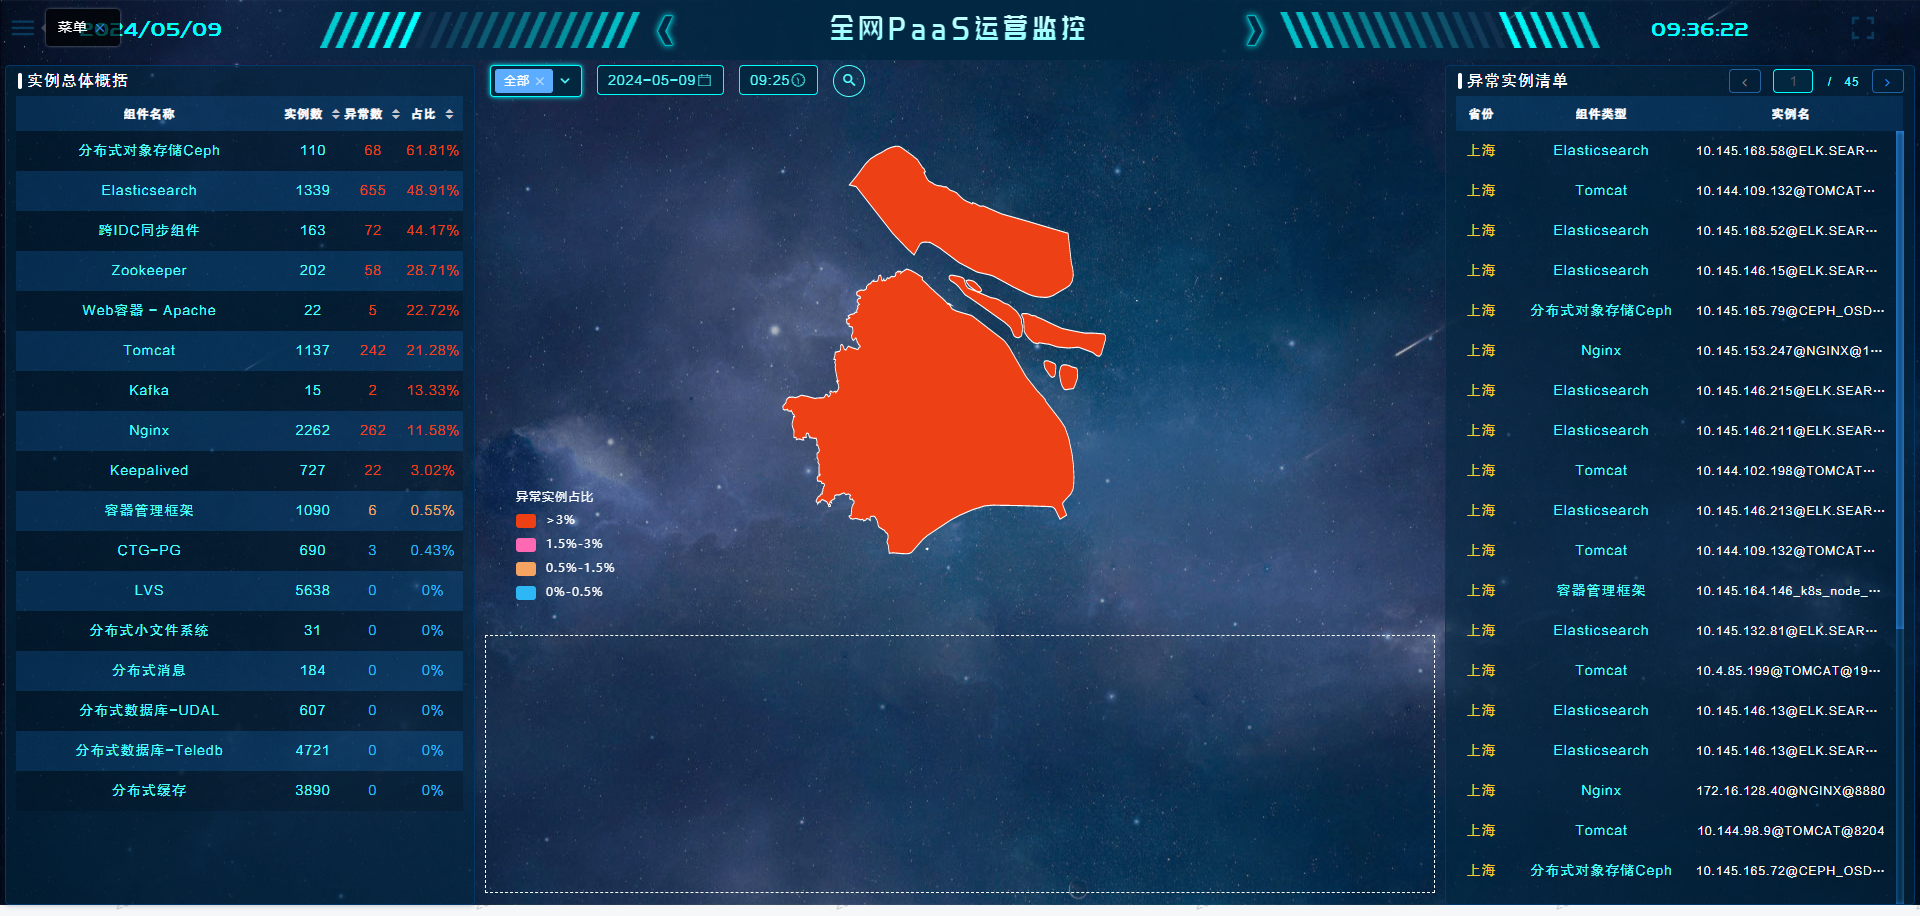 菜单
24/05/09
全网PaaS运营监控
09:36:22
实例总体概括
组件名称 实例数 异常数 占比
分布式对象存储Ceph 110 68 61.81%
Elasticsearch 1339 655 48.91%
跨IDC同步组件 163 72 44.17%
Zookeeper 202 58 28.71%
Web容器 - Apache 22 5 22.72%
Tomcat 1137 242 21.28%
Kafka 15 2 13.33%
Nginx 2262 262 11.58%
Keepalived 727 22 3.02%
容器管理框架 1090 6 0.55%
CTG-PG 690 3 0.43%
LVS 5638 0 0%
分布式小文件系统 31 0 0%
分布式消息 184 0 0%
分布式数据库-UDAL 607 0 0%
分布式数据库-Teledb 4721 0 0%
分布式缓存 3890 0 0%
全部 2024-05-09 09:25
异常实例占比
>3%
1.5%-3%
0.5%-1.5%
0%-0.5%
异常实例清单
1 / 45
省份 组件类型 实例名
上海 Elasticsearch 10.145.168.58@ELK.SEAR…
上海 Tomcat 10.144.109.132@TOMCAT…
上海 Elasticsearch 10.145.168.52@ELK.SEAR…
上海 Elasticsearch 10.145.146.15@ELK.SEAR…
上海 分布式对象存储Ceph 10.145.165.79@CEPH_OSD…
上海 Nginx 10.145.153.247@NGINX@1…
上海 Elasticsearch 10.145.146.215@ELK.SEAR…
上海 Elasticsearch 10.145.146.211@ELK.SEAR…
上海 Tomcat 10.144.102.198@TOMCAT…
上海 Elasticsearch 10.145.146.213@ELK.SEAR…
上海 Tomcat 10.144.109.132@TOMCAT…
上海 容器管理框架 10.145.164.146_k8s_node_…
上海 Elasticsearch 10.145.132.81@ELK.SEAR…
上海 Tomcat 10.4.85.199@TOMCAT@19…
上海 Elasticsearch 10.145.146.13@ELK.SEAR…
上海 Elasticsearch 10.145.146.13@ELK.SEAR…
上海 Nginx 172.16.128.40@NGINX@8880
上海 Tomcat 10.144.98.9@TOMCAT@8204
上海 分布式对象存储Ceph 10.145.165.72@CEPH_OSD…